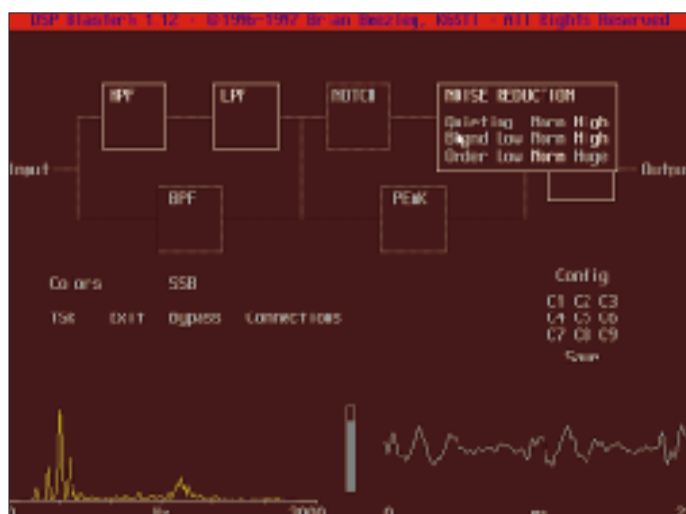 DSP Blaster 1.12 - ©1996-1997 Brian Beezley, K6STI - All Rights Reserved
HPF LPF NOTCH NOISE REDUCTION
Quieting Norm High
Low Norm High
Order Low Norm Huge
Input Output
BPF PEAK
Colors SSB
Config
TSR EXIT Bypass Connections
C1 C2 C3
C4 C5 C6
C7 C8 C9
Save
0 Hz 3000 0 ms